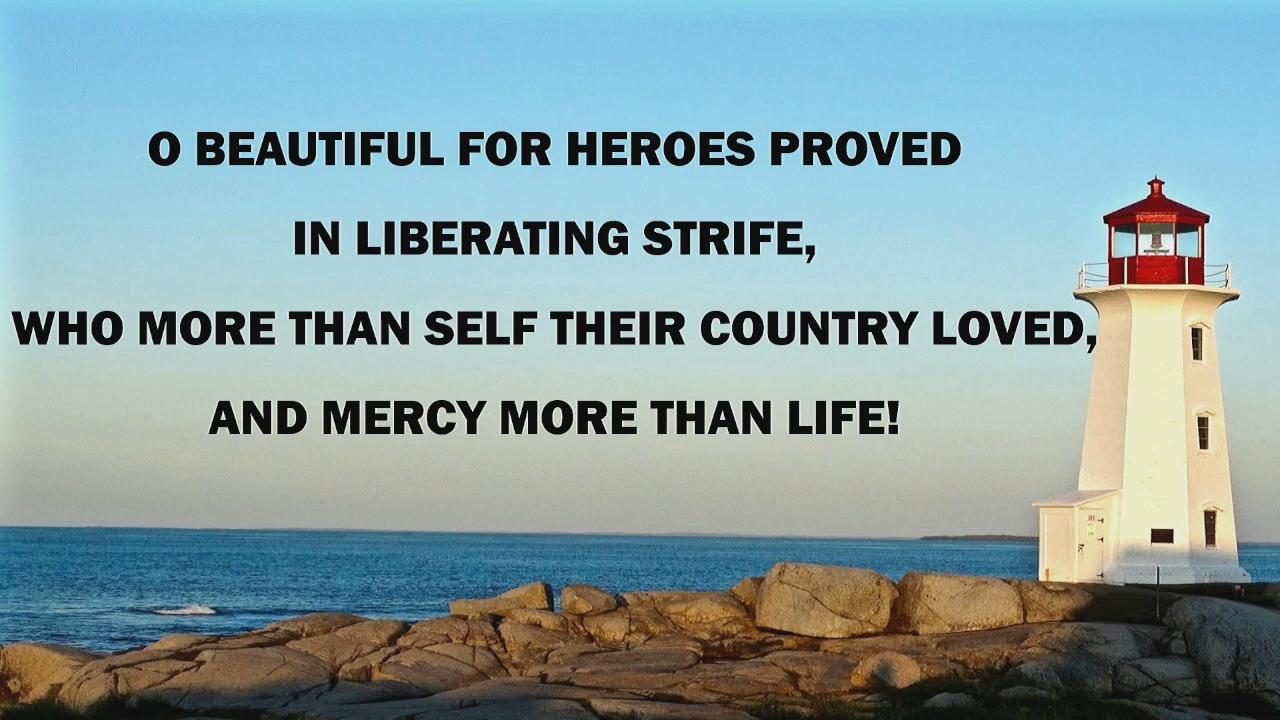 O BEAUTIFUL FOR HEROES PROVED
IN LIBERATING STRIFE,
WHO MORE THAN SELF THEIR COUNTRY LOVED,
AND MERCY MORE THAN LIFE!